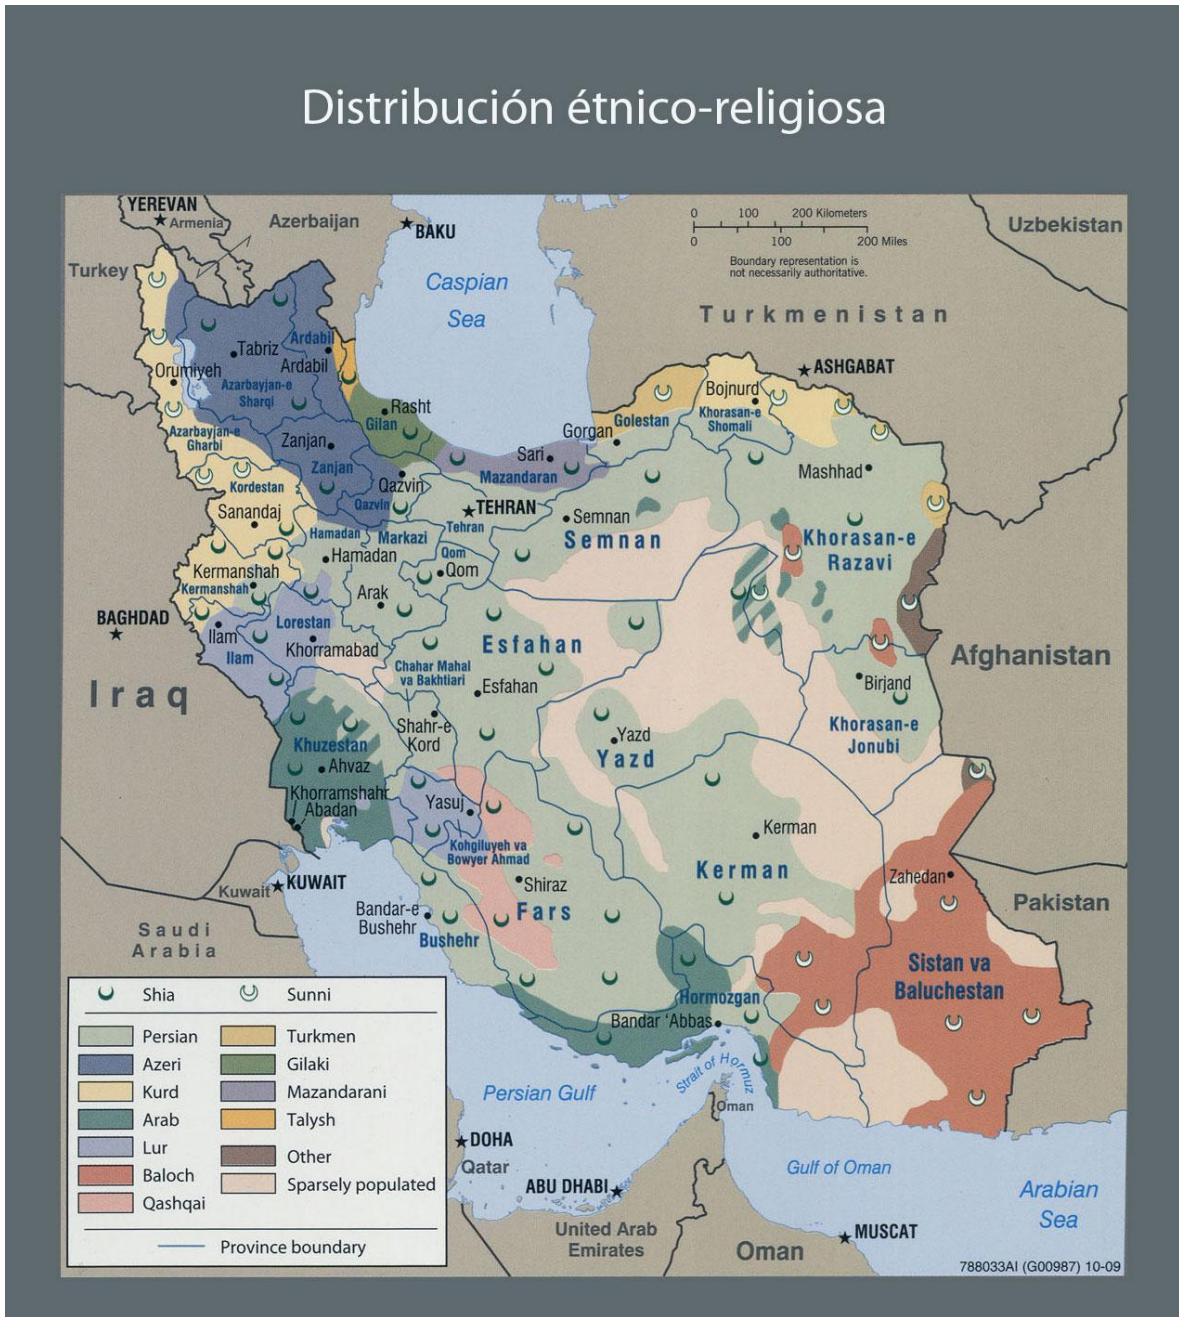 Distribución étnico-religiosa
YEREVAN
Armenia
Azerbaijan
BAKU
0 100 200 Kilometers
0 100 200 Miles
Boundary representation is
not necessarily authoritative.
Uzbekistan
Turkey
Caspian
Sea
Turkmenistan
ASHGABAT
Tabriz
Ardabil
Ardabil
Orumiyeh
Azarbayjan-e
Sharqi
Rasht
Gilan
Bojnurd
Khorasan-e
Shomali
Golestan
Gorgan
Azarbayjan-e
Gharbi
Zanjan
Zanjan
Sari
Mazandaran
Mashhad
Kordestan
Qazvin
Qazvin
TEHRAN
Tehran
Semnan
Semnan
Sanandaj
Hamadan
Markazi
Hamadan
Qom
Qom
Khorasan-e
Razavi
Kermanshah
Kermanshah
Arak
BAGHDAD
Ilam
Ilam
Lorestan
Khorramabad
Esfahan
Chahar Mahal
va Bakhtiari
Esfahan
Afghanistan
Birjand
Iraq
Shahr-e
Kord
Yazd
Yazd
Khorasan-e
Jonubi
Khuzestan
Ahvaz
Khorramshahr
Abadan
Yasuj
Kohgiluyeh va
Bowyer Ahmad
Kerman
Kerman
Zahedan
Kuwait
KUWAIT
Shiraz
Fars
Pakistan
Bandar-e
Bushehr
Bushehr
Saudi
Arabia
Sistan va
Baluchestan
Hormozgan
Bandar 'Abbas
Strait of Hormuz
Persian Gulf
Oman
DOHA
Qatar
ABU DHABI
Gulf of Oman
Arabian
Sea
United Arab
Emirates
Oman
MUSCAT
Shia Sunni
Persian Turkmen
Azeri Gilaki
Kurd Mazandarani
Arab Talysh
Lur
Baloch Other
Qashqai Sparsely populated
Province boundary
788033AI (G00987) 10-09